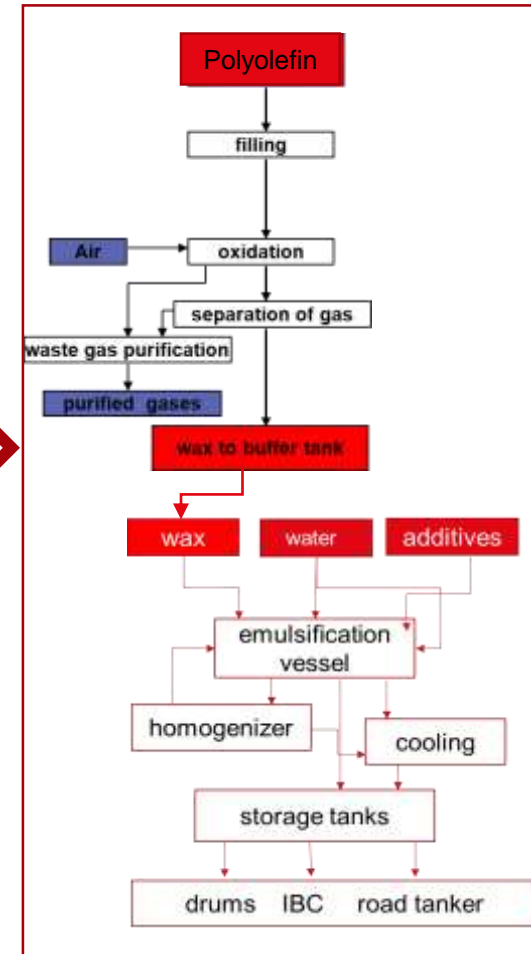 Polyolefin
filling
Air
oxidation
separation of gas
waste gas purification
purified gases
wax to buffer tank
wax
water
additives
emulsification
vessel
homogenizer
cooling
storage tanks
drums IBC road tanker